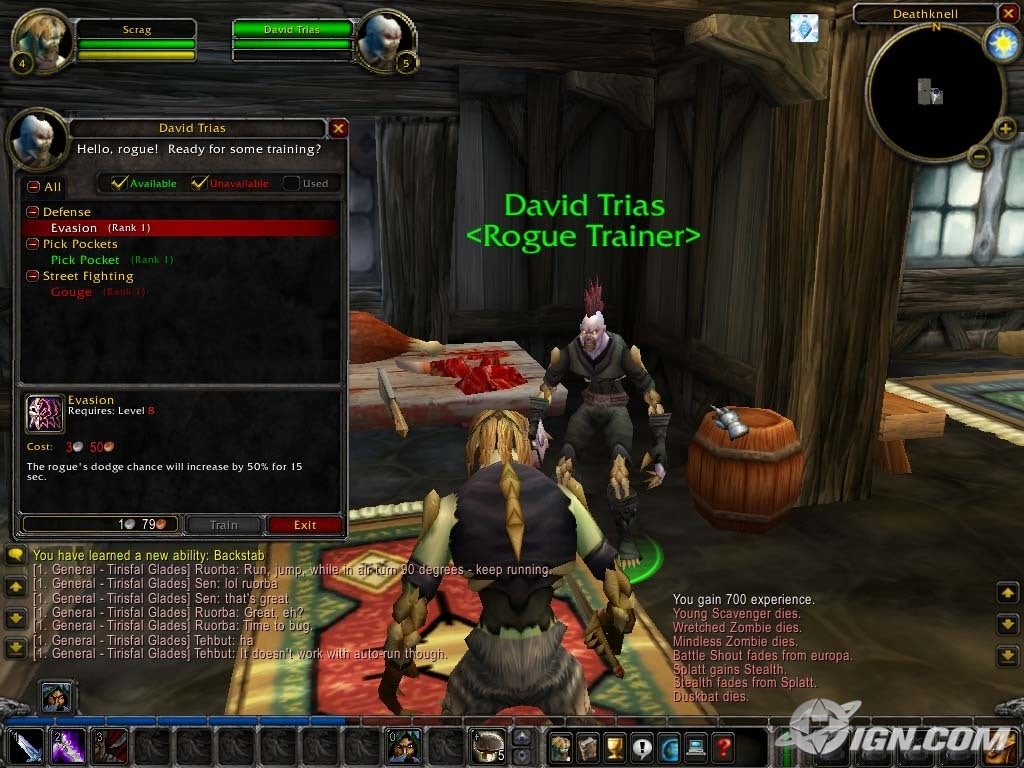 Scrag
4
David Trias
5
Deathknell
N
David Trias
Hello, rogue! Ready for some training?
All
Available
Unavailable
Used
Defense
Evasion (Rank 1)
Pick Pockets
Pick Pocket (Rank 1)
Street Fighting
Gouge (Rank 1)
Evasion
Requires: Level 8
Cost: 3 50
The rogue's dodge chance will increase by 50% for 15
sec.
1 79
Train
Exit
David Trias
<Rogue Trainer>
You have learned a new ability: Backstab
[1. General - Tirisfal Glades] Ruorba: Run, jump, while in air turn 90 degrees - keep running.
[1. General - Tirisfal Glades] Sen: lol ruorba
[1. General - Tirisfal Glades] Sen: that's great
[1. General - Tirisfal Glades] Ruorba: Great, eh?
[1. General - Tirisfal Glades] Ruorba: Time to bug.
[1. General - Tirisfal Glades] Tehbut: ha
[1. General - Tirisfal Glades] Tehbut: It doesn't work with auto-run though.
You gain 700 experience.
Young Scavenger dies.
Wretched Zombie dies.
Mindless Zombie dies.
Battle Shout fades from europa.
Splatt gains Stealth.
Stealth fades from Splatt.
Duskbat dies.
1
2
3
0
5
IGN.COM